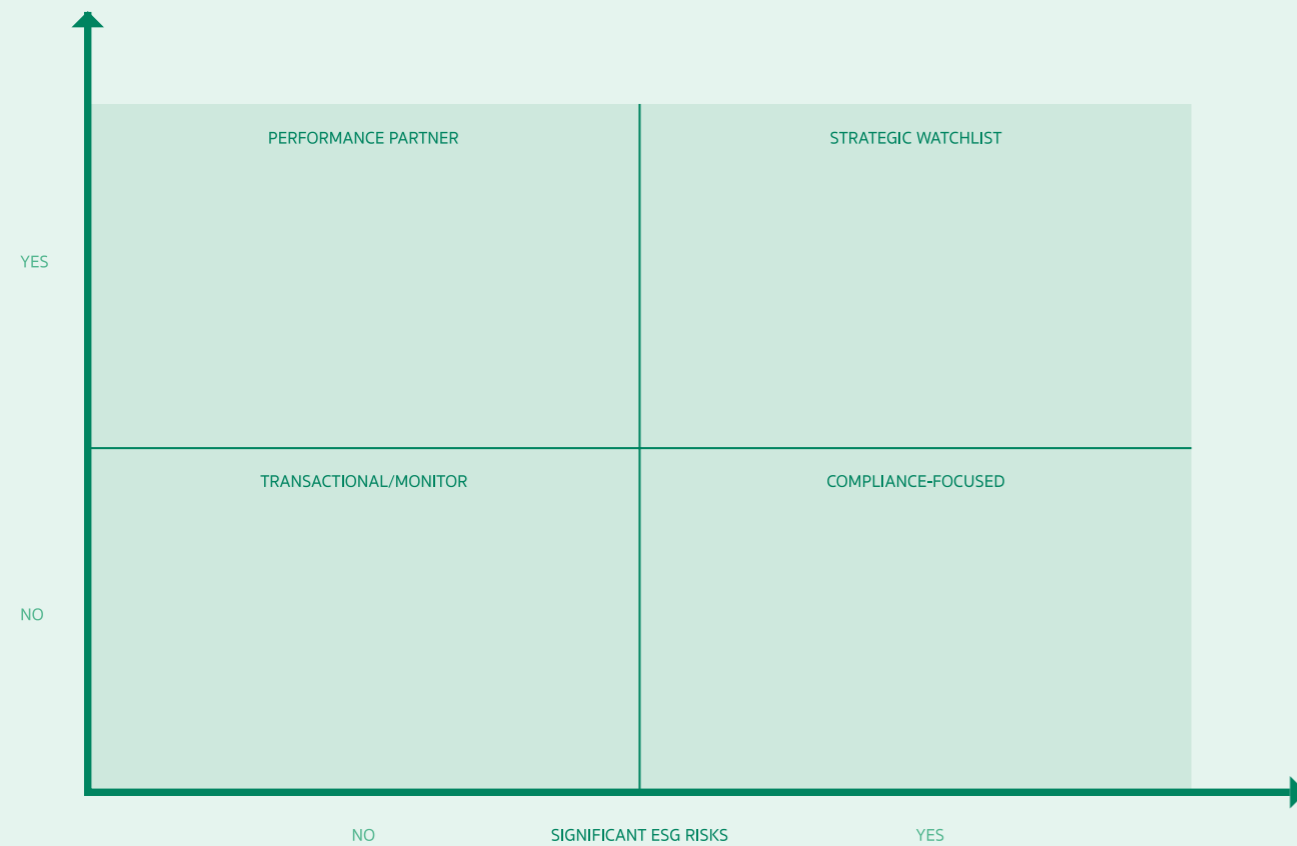 PERFORMANCE PARTNER
STRATEGIC WATCHLIST
YES
TRANSACTIONAL/MONITOR
COMPLIANCE-FOCUSED
NO
NO
SIGNIFICANT ESG RISKS
YES